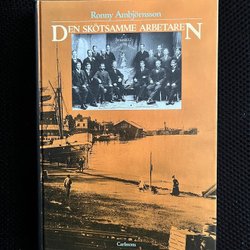 Ronny Ambjörnsson
DEN SKÖTSAMME ARBETAREN
Carlssons